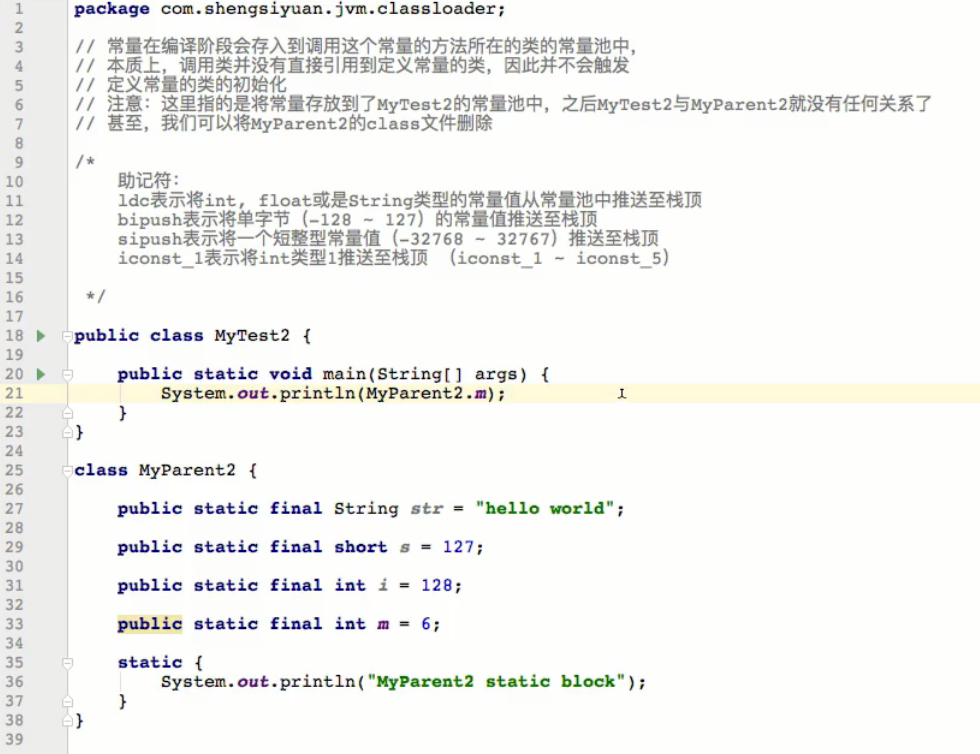 1 package com.shengsiyuan.jvm.classloader;
2
3 // 常量在编译阶段会存入到调用这个常量的方法所在的类的常量池中，
4 // 本质上，调用类并没有直接引用到定义常量的类，因此并不会触发
5 // 定义常量的类的初始化
6 // 注意：这里指的是将常量存放到了MyTest2的常量池中，之后MyTest2与MyParent2就没有任何关系了
7 // 甚至，我们可以将MyParent2的class文件删除
8
9 /*
10 助记符：
11 ldc表示将int, float或是String类型的常量值从常量池中推送至栈顶
12 bipush表示将单字节（-128 ~ 127）的常量值推送至栈顶
13 sipush表示将一个短整型常量值（-32768 ~ 32767）推送至栈顶
14 iconst_1表示将int类型1推送至栈顶 （iconst_1 ~ iconst_5）
15
16 */
17
18 public class MyTest2 {
19
20 public static void main(String[] args) {
21 System.out.println(MyParent2.m);
22 }
23 }
24
25 class MyParent2 {
26
27 public static final String str = "hello world";
28
29 public static final short s = 127;
30
31 public static final int i = 128;
32
33 public static final int m = 6;
34
35 static {
36 System.out.println("MyParent2 static block");
37 }
38 }
39